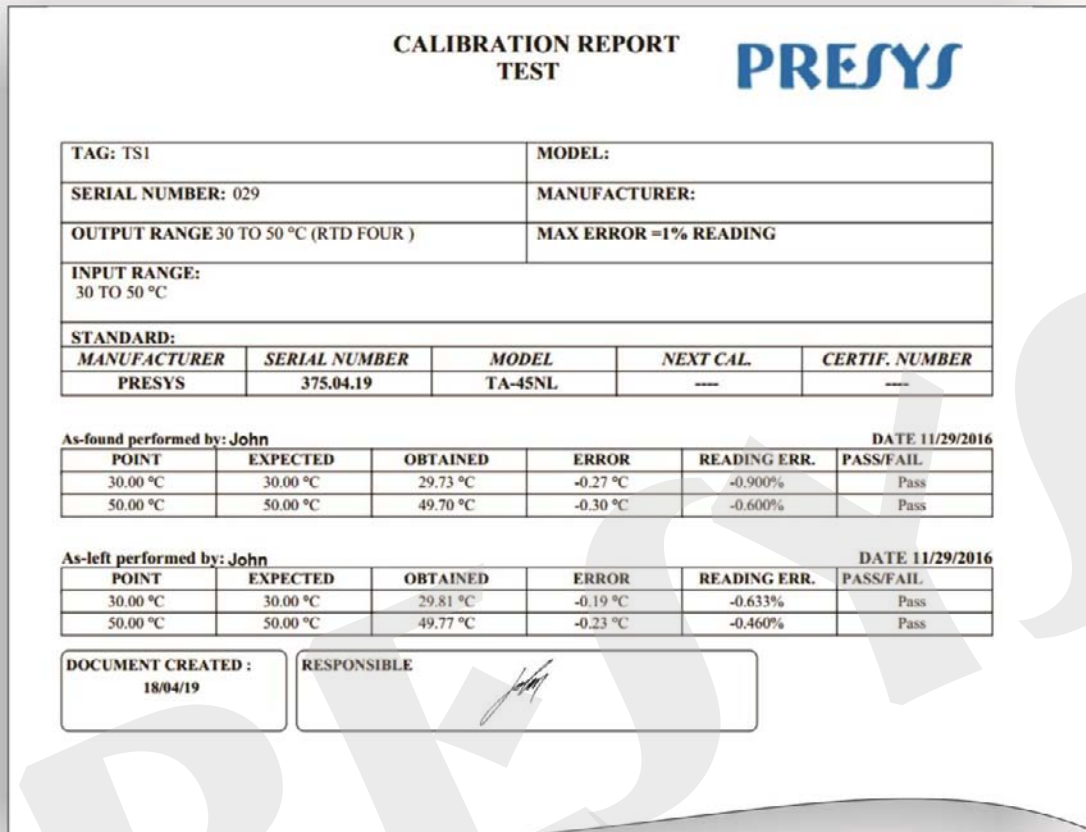 CALIBRATION REPORT
TEST
PRESYS
TAG: TS1 MODEL:
SERIAL NUMBER: 029 MANUFACTURER:
OUTPUT RANGE 30 TO 50 °C (RTD FOUR ) MAX ERROR =1% READING
INPUT RANGE:
30 TO 50 °C
STANDARD:
MANUFACTURER SERIAL NUMBER MODEL NEXT CAL. CERTIF. NUMBER
PRESYS 375.04.19 TA-45NL ---- ----
As-found performed by: John DATE 11/29/2016
POINT EXPECTED OBTAINED ERROR READING ERR. PASS/FAIL
30.00 °C 30.00 °C 29.73 °C -0.27 °C -0.900% Pass
50.00 °C 50.00 °C 49.70 °C -0.30 °C -0.600% Pass
As-left performed by: John DATE 11/29/2016
POINT EXPECTED OBTAINED ERROR READING ERR. PASS/FAIL
30.00 °C 30.00 °C 29.81 °C -0.19 °C -0.633% Pass
50.00 °C 50.00 °C 49.77 °C -0.23 °C -0.460% Pass
DOCUMENT CREATED : RESPONSIBLE
18/04/19
PRESYS